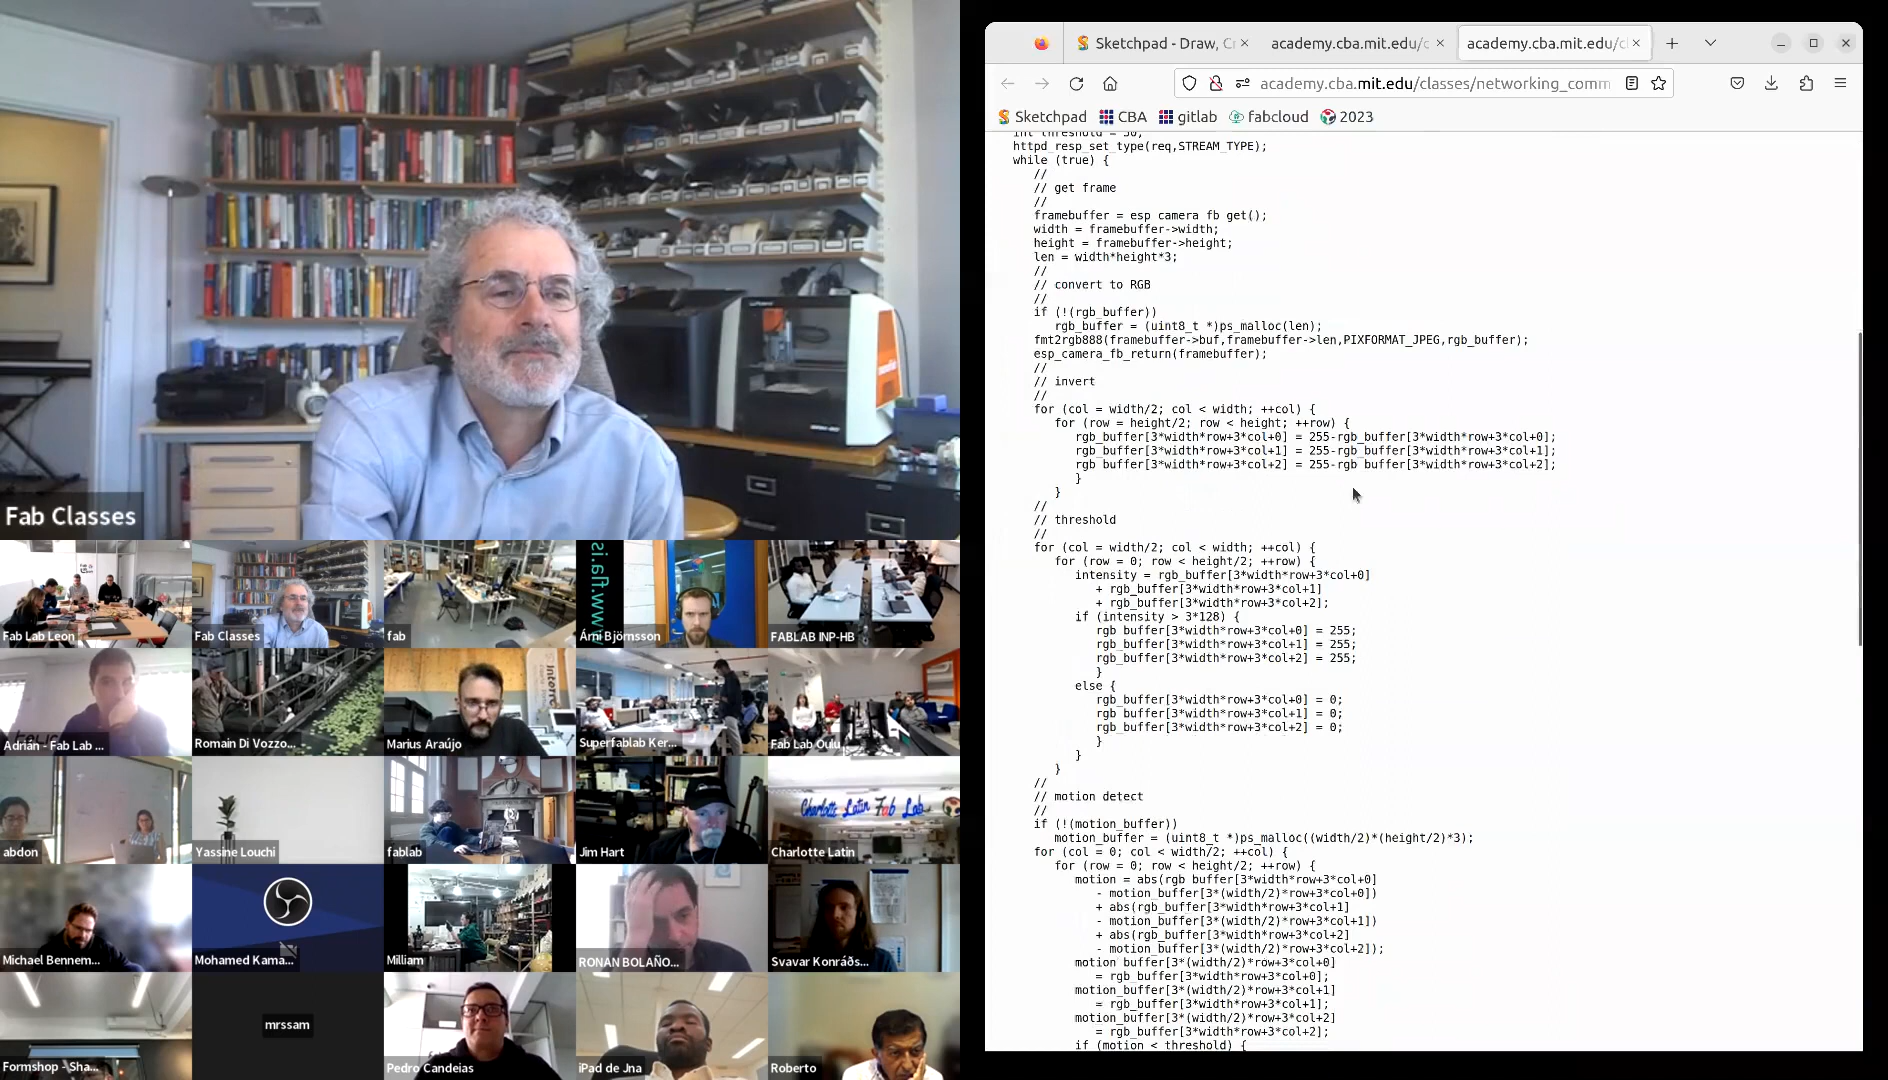 Fab Classes
Fab Lab Leon
Fab Classes
fab
www.fla.is
Árni Björnsson
FABLAB INP-HB
Adrián - Fab Lab ...
Romain Di Vozzo...
Marius Araújo
Superfablab Ker...
Fab Lab Oulu
abdon
Yassine Louchi
fablab
Jim Hart
Charlotte Latin Fab Lab
Charlotte Latin
Michael Bennem...
Mohamed Kama...
Milliam
RONAN BOLAÑO...
Svavar Konráðs...
Formshop - Sha...
mrssam
Pedro Candeias
iPad de Jna
Roberto
Sketchpad - Draw, Cr
academy.cba.mit.edu/c
academy.cba.mit.edu/cl
academy.cba.mit.edu/classes/networking_comm
Sketchpad
CBA
gitlab
fabcloud
2023
int threshold = 50;
httpd_resp_set_type(req,STREAM_TYPE);
while (true) {
//
// get frame
//
framebuffer = esp_camera_fb_get();
width = framebuffer->width;
height = framebuffer->height;
len = width*height*3;
//
// convert to RGB
//
if (!(rgb_buffer))
rgb_buffer = (uint8_t *)ps_malloc(len);
fmt2rgb888(framebuffer->buf,framebuffer->len,PIXFORMAT_JPEG,rgb_buffer);
esp_camera_fb_return(framebuffer);
//
// invert
//
for (col = width/2; col < width; ++col) {
for (row = height/2; row < height; ++row) {
rgb_buffer[3*width*row+3*col+0] = 255-rgb_buffer[3*width*row+3*col+0];
rgb_buffer[3*width*row+3*col+1] = 255-rgb_buffer[3*width*row+3*col+1];
rgb_buffer[3*width*row+3*col+2] = 255-rgb_buffer[3*width*row+3*col+2];
}
}
//
// threshold
//
for (col = width/2; col < width; ++col) {
for (row = 0; row < height/2; ++row) {
intensity = rgb_buffer[3*width*row+3*col+0]
+ rgb_buffer[3*width*row+3*col+1]
+ rgb_buffer[3*width*row+3*col+2];
if (intensity > 3*128) {
rgb_buffer[3*width*row+3*col+0] = 255;
rgb_buffer[3*width*row+3*col+1] = 255;
rgb_buffer[3*width*row+3*col+2] = 255;
}
else {
rgb_buffer[3*width*row+3*col+0] = 0;
rgb_buffer[3*width*row+3*col+1] = 0;
rgb_buffer[3*width*row+3*col+2] = 0;
}
}
}
//
// motion detect
//
if (!(motion_buffer))
motion_buffer = (uint8_t *)ps_malloc((width/2)*(height/2)*3);
for (col = 0; col < width/2; ++col) {
for (row = 0; row < height/2; ++row) {
motion = abs(rgb_buffer[3*width*row+3*col+0]
- motion_buffer[3*(width/2)*row+3*col+0])
+ abs(rgb_buffer[3*width*row+3*col+1]
- motion_buffer[3*(width/2)*row+3*col+1])
+ abs(rgb_buffer[3*width*row+3*col+2]
- motion_buffer[3*(width/2)*row+3*col+2]);
motion_buffer[3*(width/2)*row+3*col+0]
= rgb_buffer[3*width*row+3*col+0];
motion_buffer[3*(width/2)*row+3*col+1]
= rgb_buffer[3*width*row+3*col+1];
motion_buffer[3*(width/2)*row+3*col+2]
= rgb_buffer[3*width*row+3*col+2];
if (motion < threshold) {